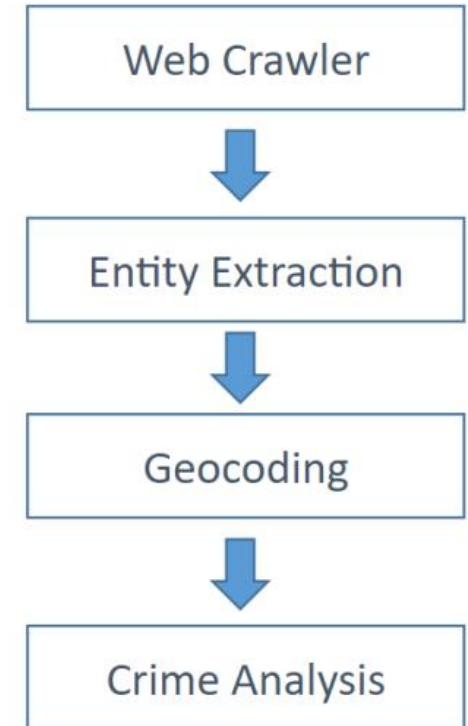 Web Crawler
Entity Extraction
Geocoding
Crime Analysis